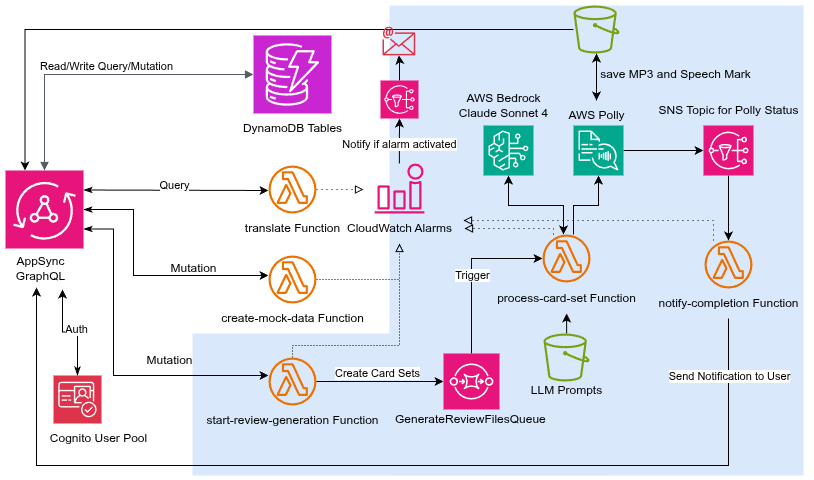 @
save MP3 and Speech Mark
Read/Write Query/Mutation
AWS Bedrock
Claude Sonnet 4
AWS Polly
SNS Topic for Polly Status
DynamoDB Tables
Notify if alarm activated
Query
translate Function
CloudWatch Alarms
AppSync
GraphQL
Mutation
Trigger
process-card-set Function
notify-completion Function
create-mock-data Function
Auth
Mutation
Create Card Sets
LLM Prompts
Send Notification to User
start-review-generation Function
GenerateReviewFilesQueue
Cognito User Pool